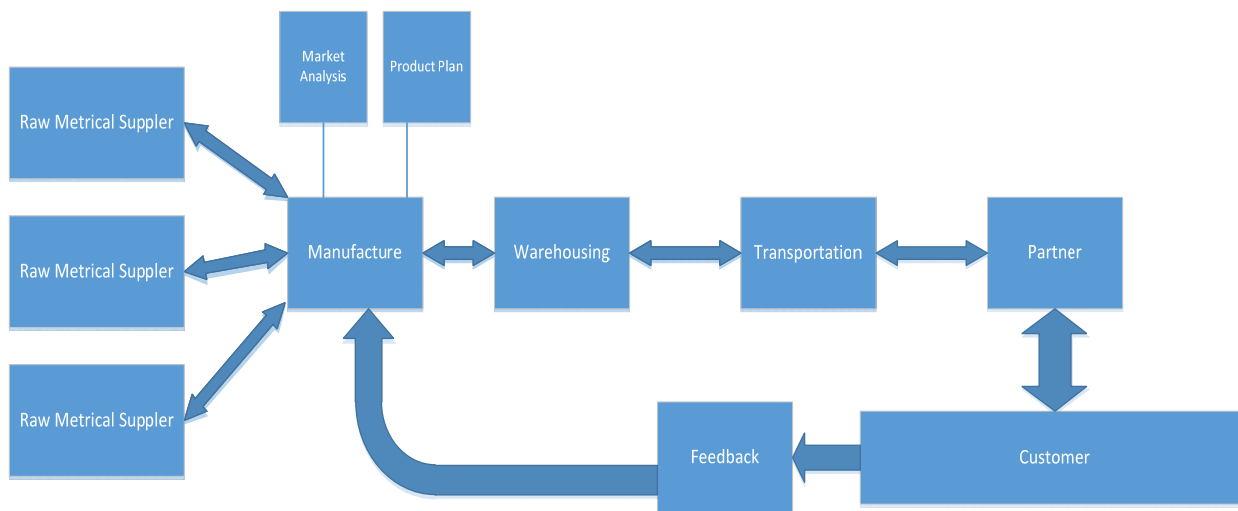 Market
Analysis
Product Plan
Raw Metrical Suppler
Raw Metrical Suppler
Raw Metrical Suppler
Manufacture
Warehousing
Transportation
Partner
Feedback
Customer